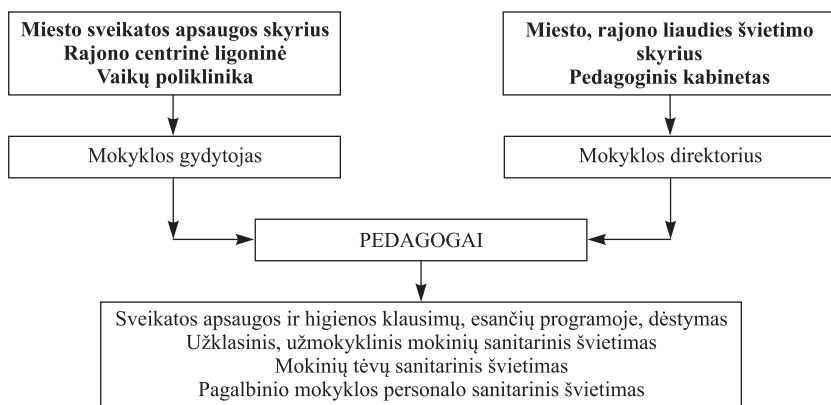 Miesto sveikatos apsaugos skyrius
Rajono centrinė ligoninė
Vaikų poliklinika
Miesto, rajono liaudies švietimo
skyrius
Pedagoginis kabinetas
Mokyklos gydytojas
Mokyklos direktorius
PEDAGOGAI
Sveikatos apsaugos ir higienos klausimų, esančių programoje, dėstymas
Užklasinis, užmokyklinis mokinių sanitarinis švietimas
Mokinių tėvų sanitarinis švietimas
Pagalbinio mokyklos personalo sanitarinis švietimas